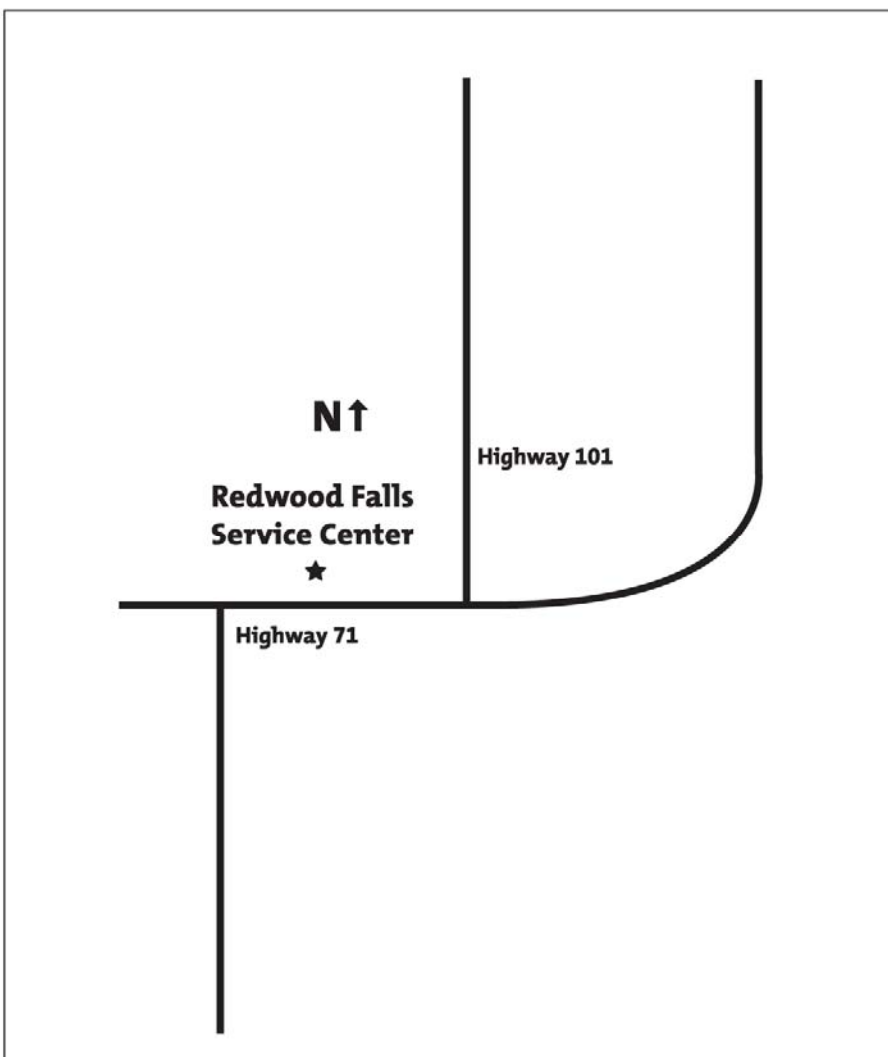 N↑
Highway 101
Redwood Falls
Service Center
★
Highway 71